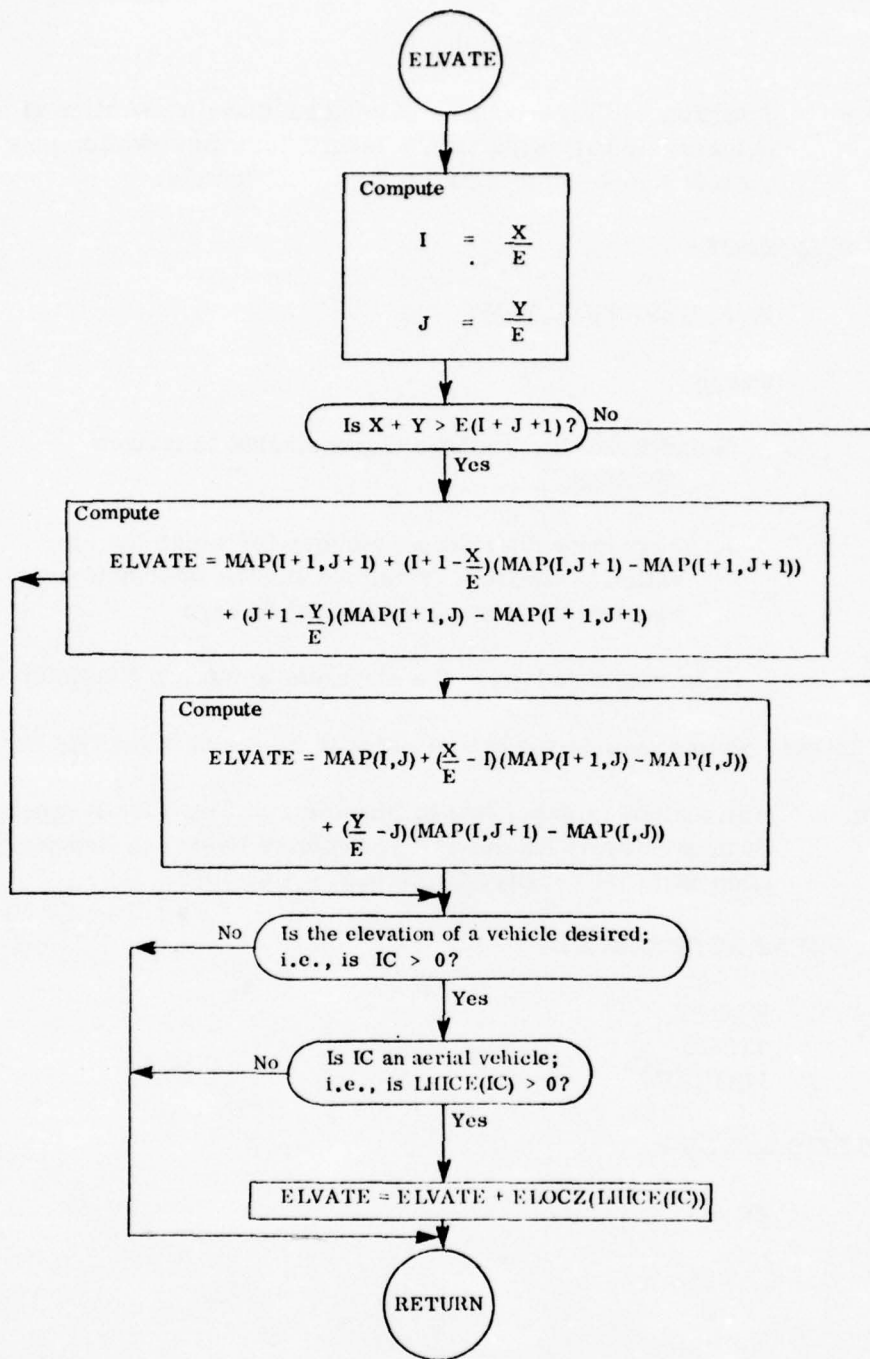 ELVATE
Compute
I = X/E
J = Y/E
Is X + Y > E(I + J +1)?
No
Yes
Compute
ELVATE = MAP(I+1,J+1) + (I+1 - X/E)(MAP(I,J+1) - MAP(I+1,J+1))
+ (J+1 - Y/E)(MAP(I+1,J) - MAP(I + 1,J+1)
Compute
ELVATE = MAP(I,J) + (X/E - I)(MAP(I+1,J) - MAP(I,J))
+ (Y/E - J)(MAP(I,J+1) - MAP(I,J))
No
Is the elevation of a vehicle desired;
i.e., is IC > 0?
Yes
No
Is IC an aerial vehicle;
i.e., is LHICE(IC) > 0?
Yes
ELVATE = ELVATE + ELOCZ(LHICE(IC))
RETURN